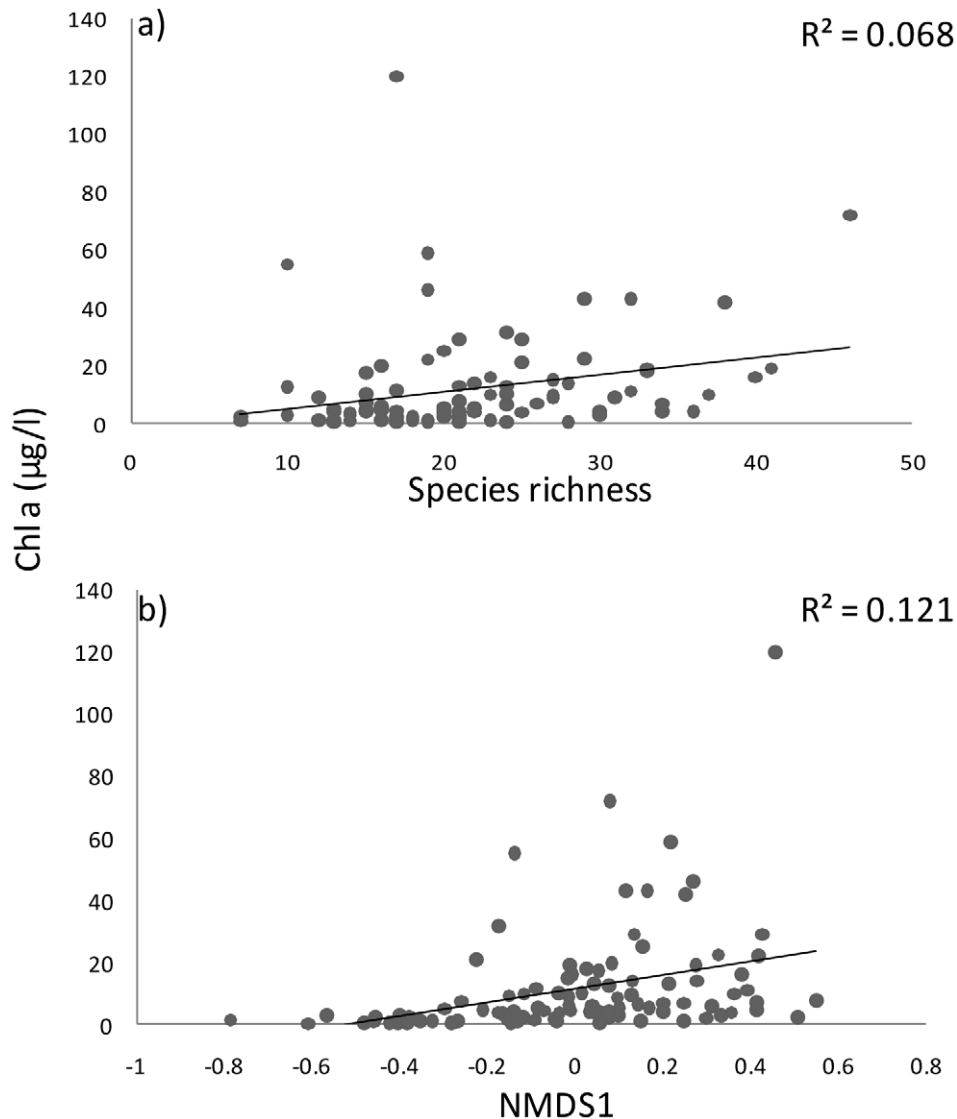 a)
R² = 0.068
140
120
100
80
60
40
20
0
0 10 20 30 40 50
Species richness
Chl a (µg/l)
b)
R² = 0.121
140
120
100
80
60
40
20
0
-1 -0.8 -0.6 -0.4 -0.2 0 0.2 0.4 0.6 0.8
NMDS1